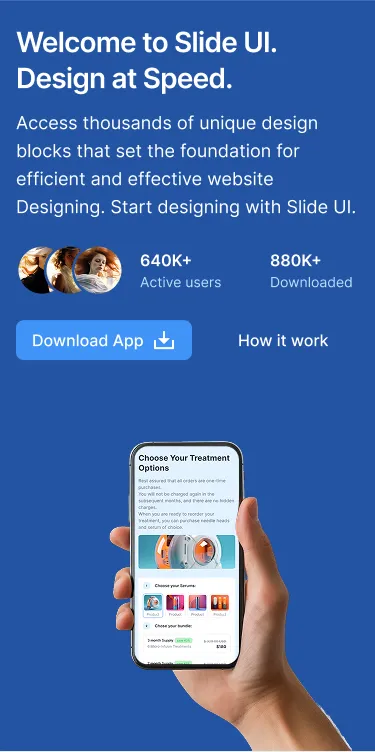 Welcome to Slide UI.
Design at Speed.
Access thousands of unique design
blocks that set the foundation for
efficient and effective website
Designing. Start designing with Slide UI.
640K+
880K+
Active users
Downloaded
Download App
How it work
Choose Your Treatment
Options
Rest assured that all orders are one-time
purchases.
You will not be charged again in the
subsequent months, and there are no hidden
charges.
When you are ready to reorder your
treatment, you can purchase needle heads
and serum of choice.
Choose your Serums:
Product
Product
Product
Product
Chose your bundle:
3 month Supply
$180
3 month Supply